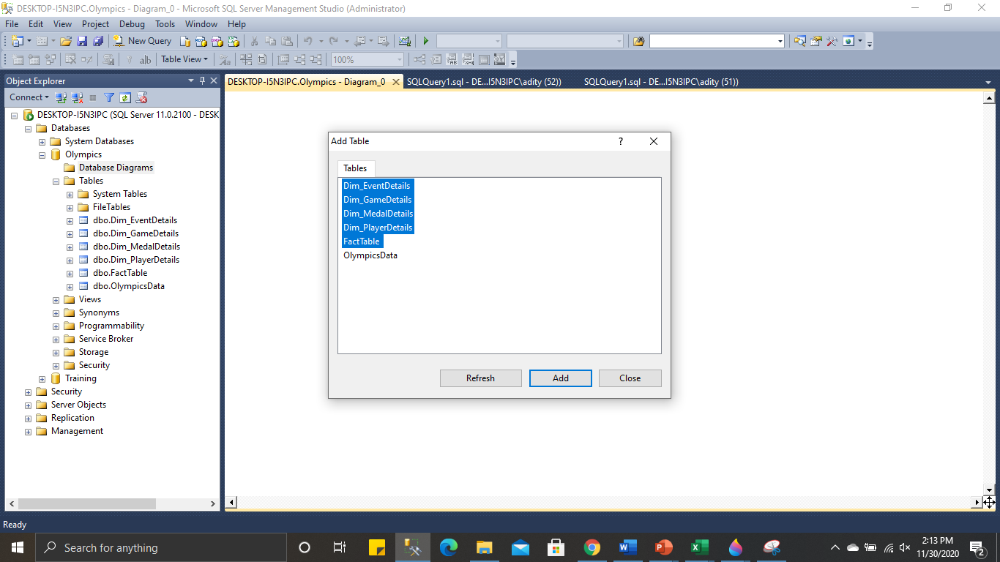 DESKTOP-I5N3IPC.Olympics - Diagram_0 - Microsoft SQL Server Management Studio (Administrator)
File Edit View Project Debug Tools Window Help
New Query
Table View 100%
Object Explorer
DESKTOP-I5N3IPC.Olympics - Diagram_0 SQLQuery1.sql - DE...I5N3IPC\adity (52)) SQLQuery1.sql - DE...I5N3IPC\adity (51))
Connect
DESKTOP-I5N3IPC (SQL Server 11.0.2100 - DESK
Databases
System Databases
Olympics
Database Diagrams
Tables
System Tables
FileTables
dbo.Dim_EventDetails
dbo.Dim_GameDetails
dbo.Dim_MedalDetails
dbo.Dim_PlayerDetails
dbo.FactTable
dbo.OlympicsData
Views
Synonyms
Programmability
Service Broker
Storage
Security
Training
Security
Server Objects
Replication
Management
Add Table ?
Tables
Dim_EventDetails
Dim_GameDetails
Dim_MedalDetails
Dim_PlayerDetails
FactTable
OlympicsData
Refresh Add Close
Ready
Search for anything
2:13 PM
11/30/2020
2